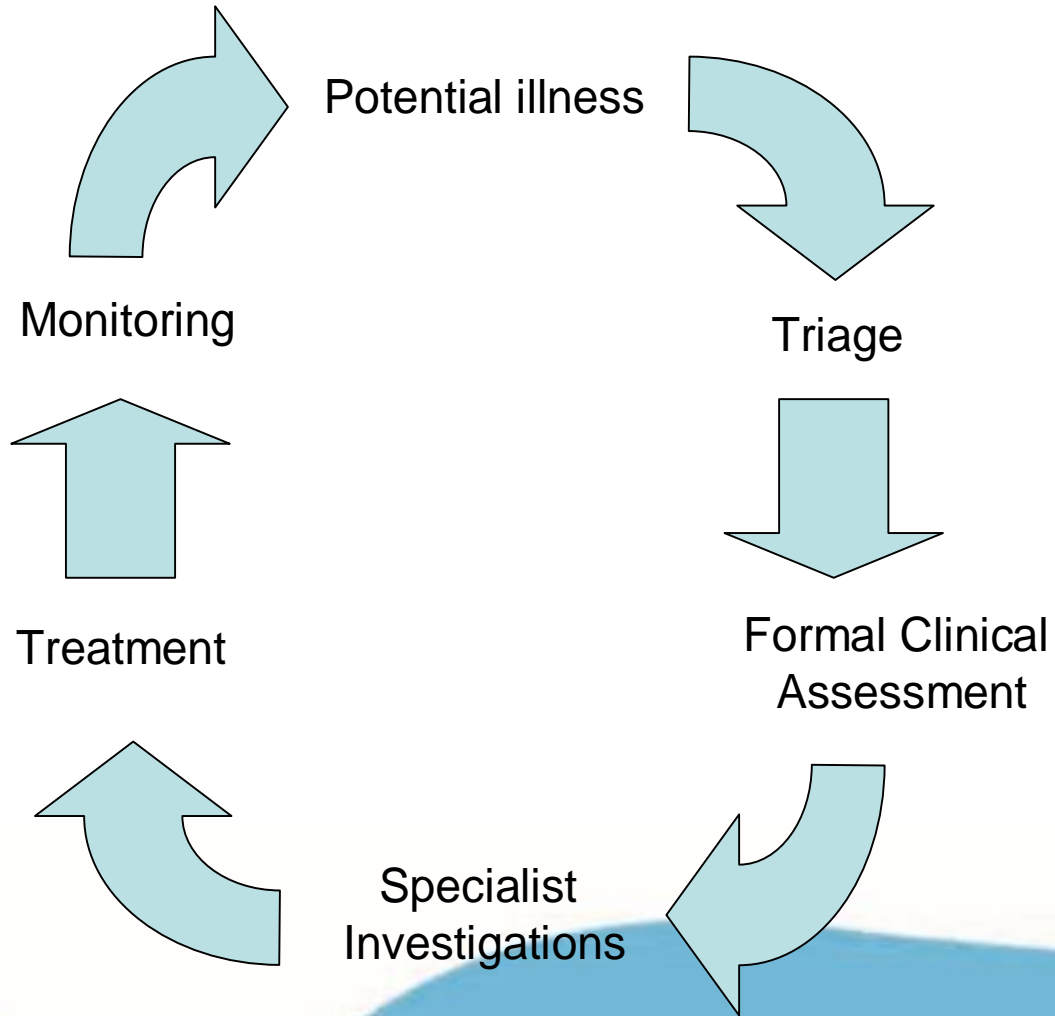 Potential illness
Triage
Formal Clinical
Assessment
Specialist
Investigations
Treatment
Monitoring